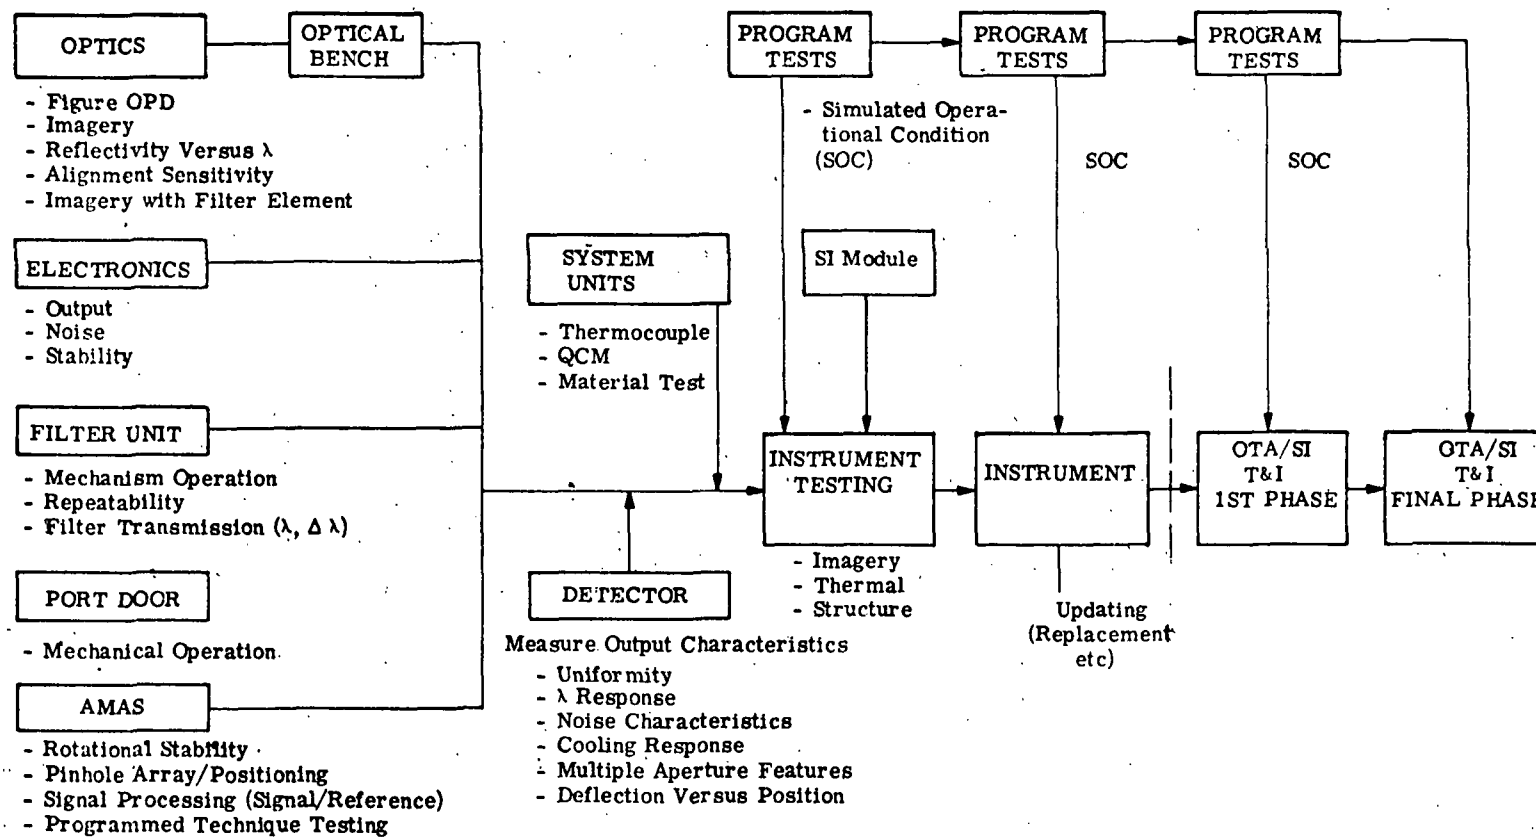 OPTICS
OPTICAL
BENCH
- Figure OPD
- Imagery
- Reflectivity Versus λ
- Alignment Sensitivity
- Imagery with Filter Element
ELECTRONICS
- Output
- Noise
- Stability
FILTER UNIT
- Mechanism Operation
- Repeatability
- Filter Transmission (λ, Δ λ)
PORT DOOR
- Mechanical Operation
AMAS
- Rotational Stability
- Pinhole Array/Positioning
- Signal Processing (Signal/Reference)
- Programmed Technique Testing
SYSTEM
UNITS
- Thermocouple
- QCM
- Material Test
DETECTOR
Measure Output Characteristics
- Uniformity
- λ Response
- Noise Characteristics
- Cooling Response
- Multiple Aperture Features
- Deflection Versus Position
PROGRAM
TESTS
- Simulated Opera-
tional Condition
(SOC)
SI Module
INSTRUMENT
TESTING
- Imagery
- Thermal
- Structure
PROGRAM
TESTS
SOC
INSTRUMENT
Updating
(Replacement
etc)
PROGRAM
TESTS
SOC
OTA/SI
T&I
1ST PHASE
OTA/SI
T&I
FINAL PHASE